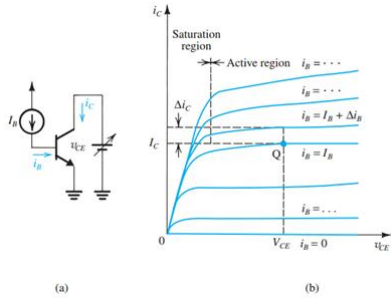 i_C
Saturation
region
Active region
i_B = · · ·
i_B = · · ·
i_B = I_B + Δi_B
Δi_C
I_C
Q
i_B = I_B
i_B = . . .
0
V_CE
i_B = 0
v_CE
I_B
i_C
v_CE
i_B
(a)
(b)